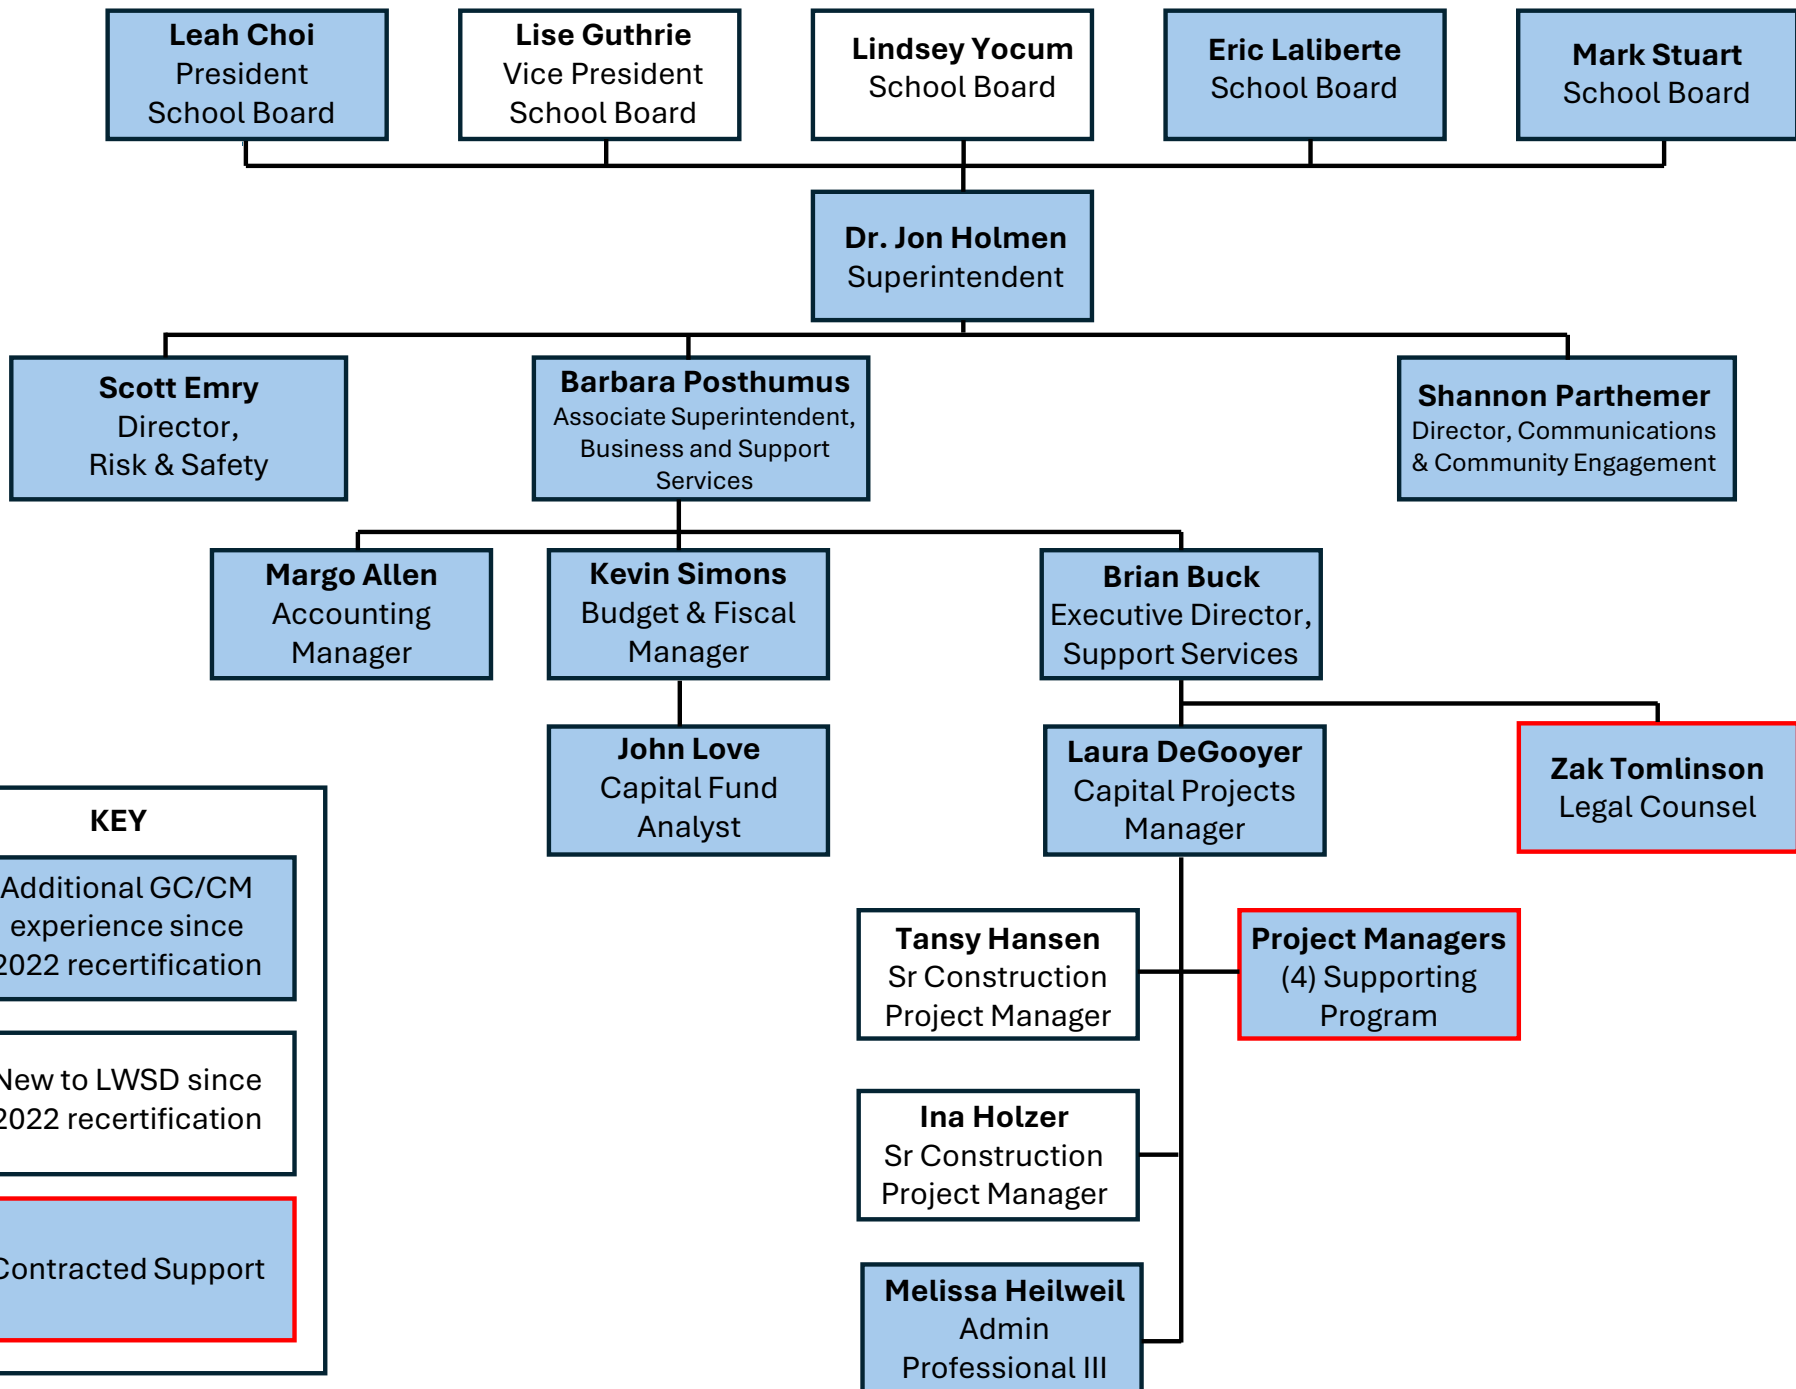 Leah Choi
President
School Board
Lise Guthrie
Vice President
School Board
Lindsey Yocum
School Board
Eric Laliberte
School Board
Mark Stuart
School Board
Dr. Jon Holmen
Superintendent
Scott Emry
Director,
Risk & Safety
Barbara Posthumus
Associate Superintendent,
Business and Support
Services
Shannon Parthemer
Director, Communications
& Community Engagement
Margo Allen
Accounting
Manager
Kevin Simons
Budget & Fiscal
Manager
Brian Buck
Executive Director,
Support Services
John Love
Capital Fund
Analyst
Laura DeGooyer
Capital Projects
Manager
Zak Tomlinson
Legal Counsel
KEY
Additional GC/CM
experience since
2022 recertification
New to LWSD since
2022 recertification
Contracted Support
Tansy Hansen
Sr Construction
Project Manager
Project Managers
(4) Supporting
Program
Ina Holzer
Sr Construction
Project Manager
Melissa Heilweil
Admin
Professional III